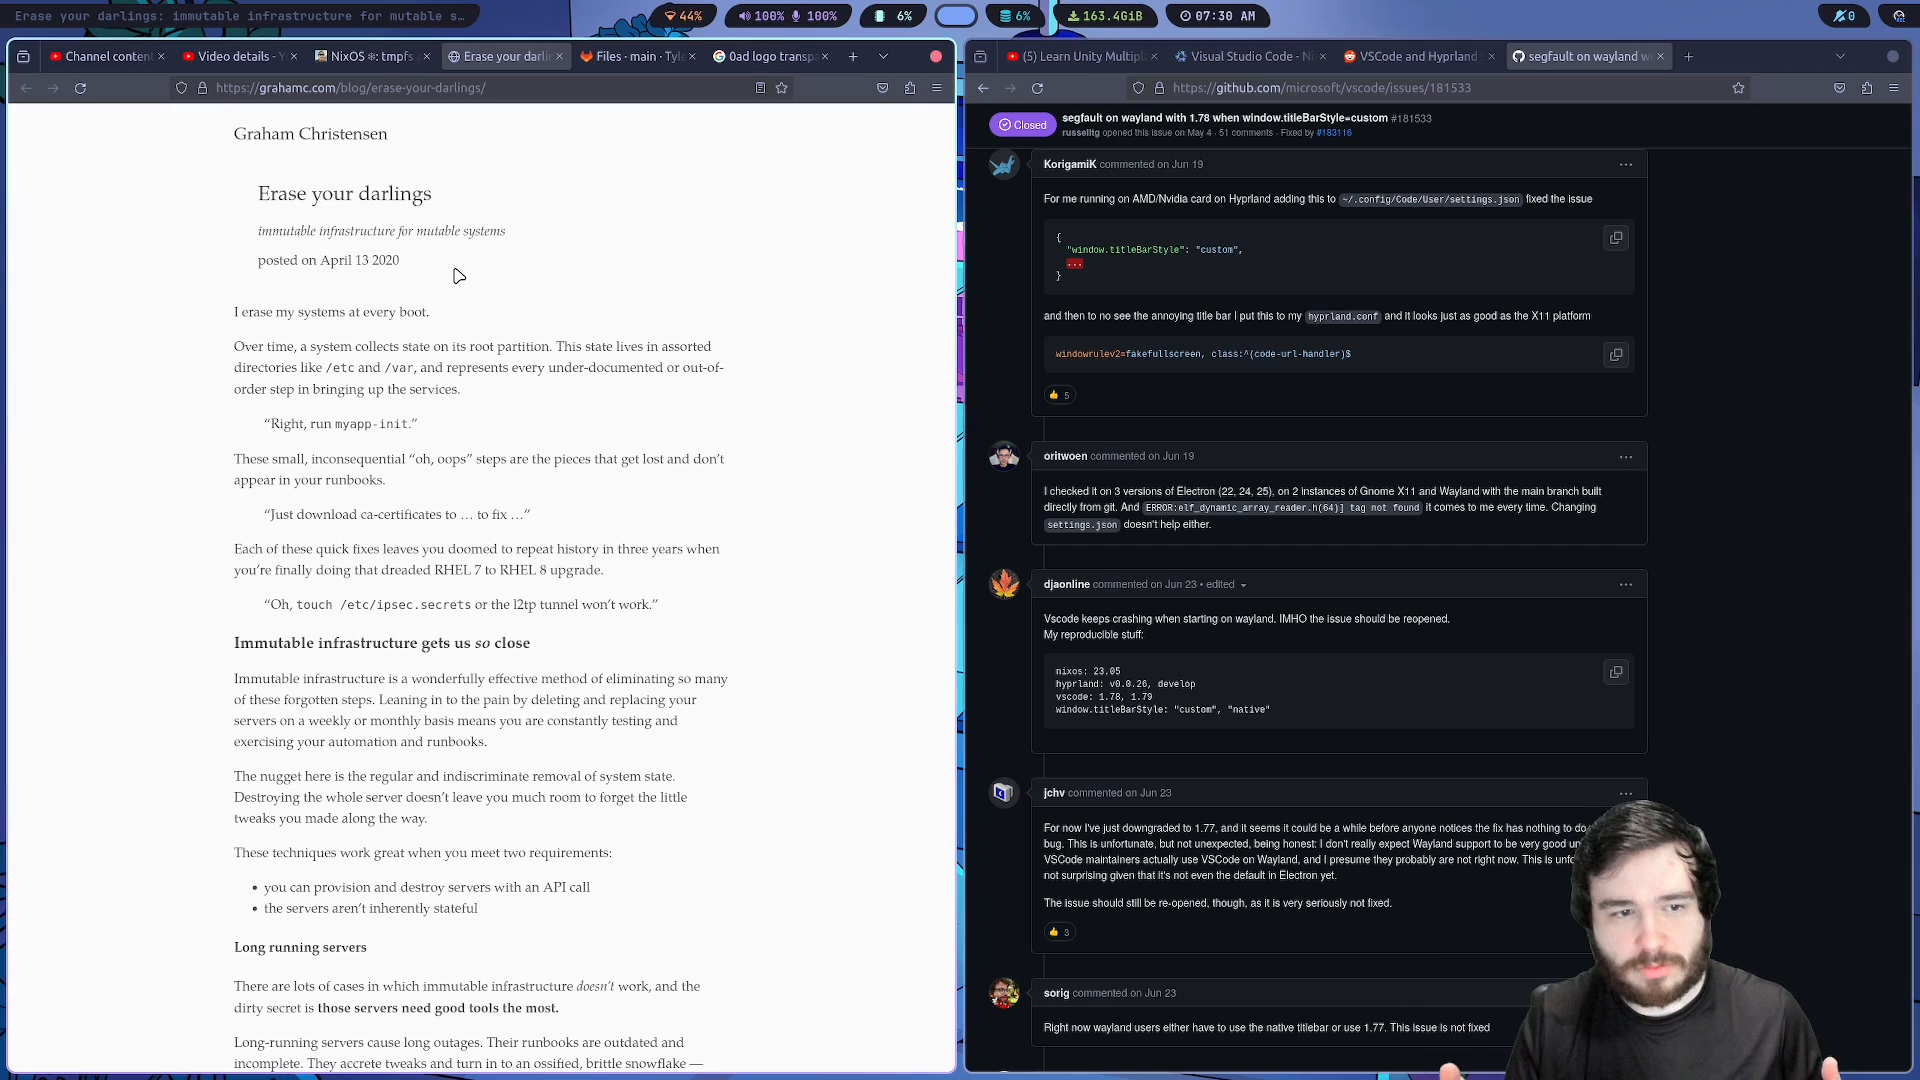 Erase your darlings: immutable infrastructure for mutable s…
44%
100% 100%
6%
6%
163.4GiB
07:30 AM
0
Channel content
Video details - Y
NixOS ❄: tmpfs a
Erase your darlin
Files · main · Tyle
0ad logo transpa
https://grahamc.com/blog/erase-your-darlings/
Graham Christensen
Erase your darlings
immutable infrastructure for mutable systems
posted on April 13 2020
I erase my systems at every boot.
Over time, a system collects state on its root partition. This state lives in assorted
directories like /etc and /var, and represents every under-documented or out-of-
order step in bringing up the services.
“Right, run myapp-init.”
These small, inconsequential “oh, oops” steps are the pieces that get lost and don’t
appear in your runbooks.
“Just download ca-certificates to … to fix …”
Each of these quick fixes leaves you doomed to repeat history in three years when
you’re finally doing that dreaded RHEL 7 to RHEL 8 upgrade.
“Oh, touch /etc/ipsec.secrets or the l2tp tunnel won’t work.”
Immutable infrastructure gets us so close
Immutable infrastructure is a wonderfully effective method of eliminating so many
of these forgotten steps. Leaning in to the pain by deleting and replacing your
servers on a weekly or monthly basis means you are constantly testing and
exercising your automation and runbooks.
The nugget here is the regular and indiscriminate removal of system state.
Destroying the whole server doesn’t leave you much room to forget the little
tweaks you made along the way.
These techniques work great when you meet two requirements:
• you can provision and destroy servers with an API call
• the servers aren’t inherently stateful
Long running servers
There are lots of cases in which immutable infrastructure doesn’t work, and the
dirty secret is those servers need good tools the most.
Long-running servers cause long outages. Their runbooks are outdated and
incomplete. They accrete tweaks and turn in to an ossified, brittle snowflake —
(5) Learn Unity Multipl
Visual Studio Code - Ni
VSCode and Hyprland
segfault on wayland w
https://github.com/microsoft/vscode/issues/181533
Closed
segfault on wayland with 1.78 when window.titleBarStyle=custom #181533
russelltg opened this issue on May 4 · 51 comments · Fixed by #183116
KorigamiK commented on Jun 19
For me running on AMD/Nvidia card on Hyprland adding this to ~/.config/Code/User/settings.json fixed the issue
{
"window.titleBarStyle": "custom",
...
}
and then to no see the annoying title bar I put this to my hyprland.conf and it looks just as good as the X11 platform
windowrulev2=fakefullscreen, class:^(code-url-handler)$
5
oritwoen commented on Jun 19
I checked it on 3 versions of Electron (22, 24, 25), on 2 instances of Gnome X11 and Wayland with the main branch built
directly from git. And ERROR:elf_dynamic_array_reader.h(64)] tag not found it comes to me every time. Changing
settings.json doesn't help either.
djaonline commented on Jun 23 • edited
Vscode keeps crashing when starting on wayland. IMHO the issue should be reopened.
My reproducible stuff:
nixos: 23.05
hyprland: v0.0.26, develop
vscode: 1.78, 1.79
window.titleBarStyle: "custom", "native"
jchv commented on Jun 23
For now I've just downgraded to 1.77, and it seems it could be a while before anyone notices the fix has nothing to do
bug. This is unfortunate, but not unexpected, being honest: I don't really expect Wayland support to be very good
VSCode maintainers actually use VSCode on Wayland, and I presume they probably are not right now. This is
not surprising given that it's not even the default in Electron yet.
The issue should still be re-opened, though, as it is very seriously not fixed.
3
sorig commented on Jun 23
Right now wayland users either have to use the native titlebar or use 1.77. This issue is not fixed